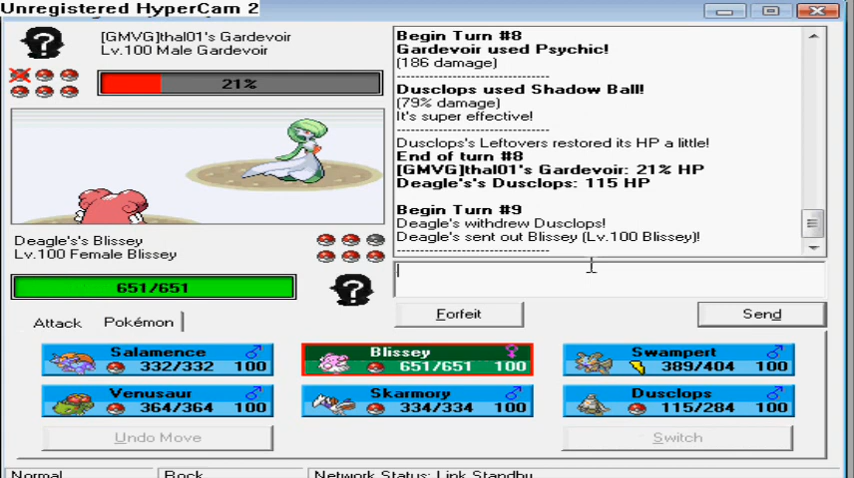 Unregistered HyperCam 2
[GMVG]thal01's Gardevoir
Lv.100 Male Gardevoir
21%
Deagle's's Blissey
Lv.100 Female Blissey
651/651
Begin Turn #8
Gardevoir used Psychic!
(186 damage)
------------------------------
Dusclops used Shadow Ball!
(79% damage)
It's super effective!
------------------------------
Dusclops's Leftovers restored its HP a little!
End of turn #8
[GMVG]thal01's Gardevoir: 21% HP
Deagle's's Dusclops: 115 HP
Begin Turn #9
Deagle's withdrew Dusclops!
Deagle's sent out Blissey (Lv.100 Blissey)!
------------------------------
Forfeit
Send
Attack
Pokémon
Salamence ♂
332/332 100
Blissey ♀
651/651 100
Swampert ♂
389/404 100
Venusaur ♂
364/364 100
Skarmory ♂
334/334 100
Dusclops ♂
115/284 100
Undo Move
Switch
Normal
Rock
Network Status: Link Standby